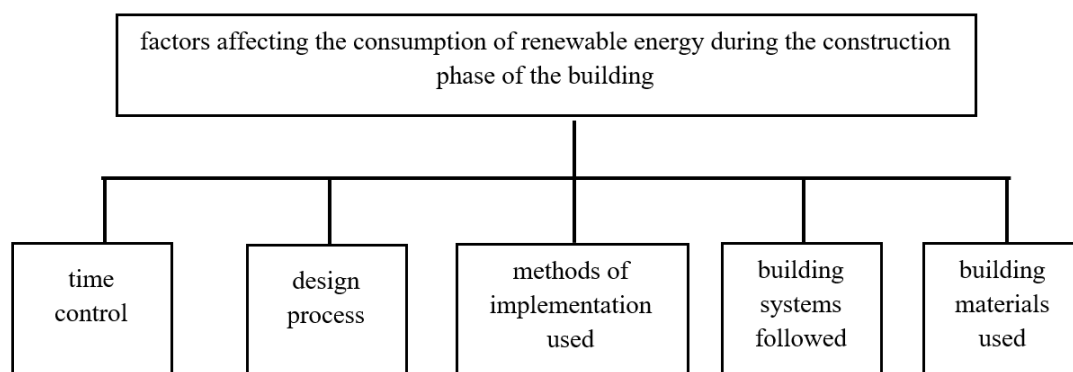 factors affecting the consumption of renewable energy during the construction
phase of the building
time
control
design
process
methods of
implementation
used
building
systems
followed
building
materials
used